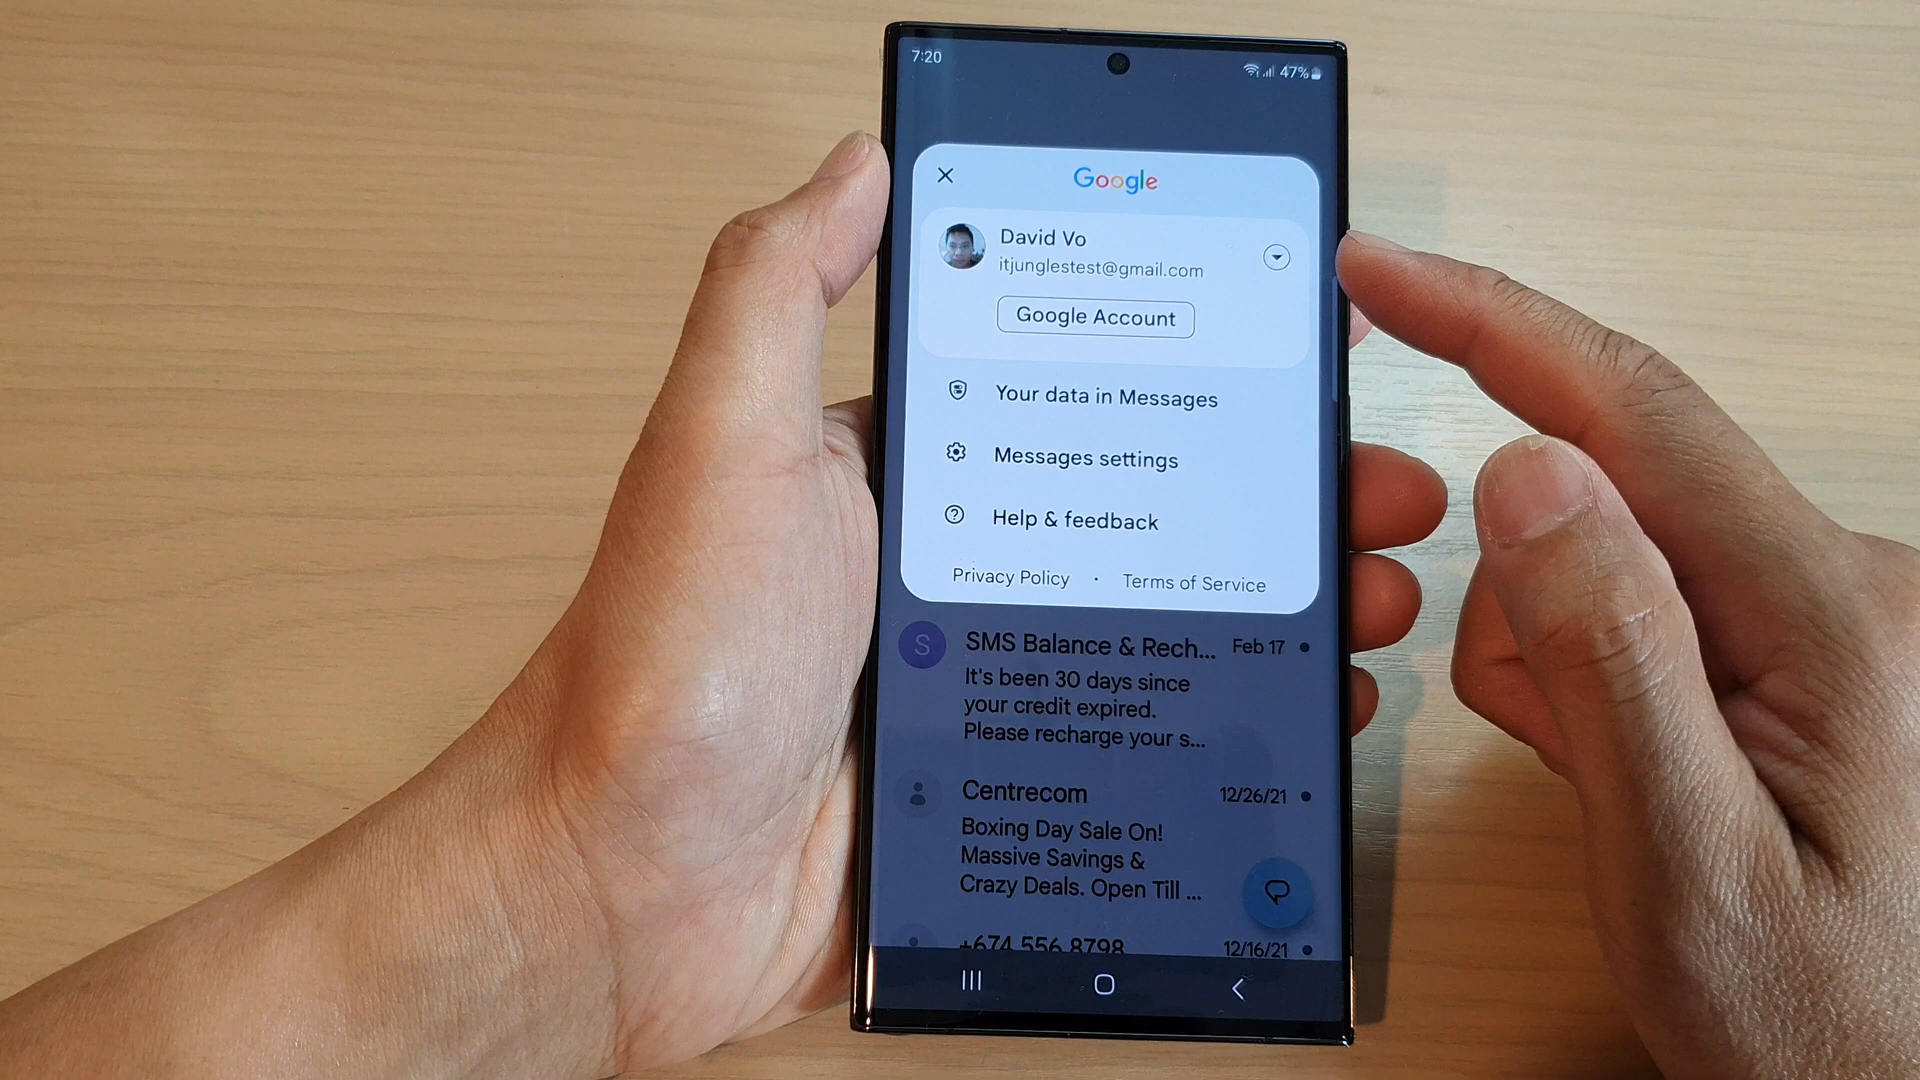 7:20
47%
Google
David Vo
itjunglestest@gmail.com
Google Account
Your data in Messages
Messages settings
Help & feedback
Privacy Policy · Terms of Service
S
SMS Balance & Rech... Feb 17
It's been 30 days since
your credit expired.
Please recharge your s...
Centrecom 12/26/21
Boxing Day Sale On!
Massive Savings &
Crazy Deals. Open Till ...
+674 556 8798 12/16/21